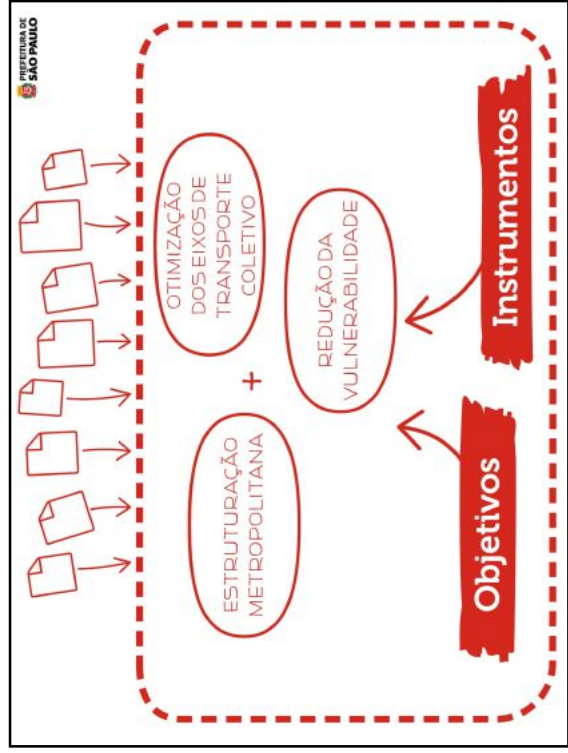 PREFEITURA DE
SÃO PAULO
ESTRUTURAÇÃO
METROPOLITANA
+
OTIMIZAÇÃO
DOS EIXOS DE
TRANSPORTE
COLETIVO
REDUÇÃO DA
VULNERABILIDADE
Objetivos
Instrumentos